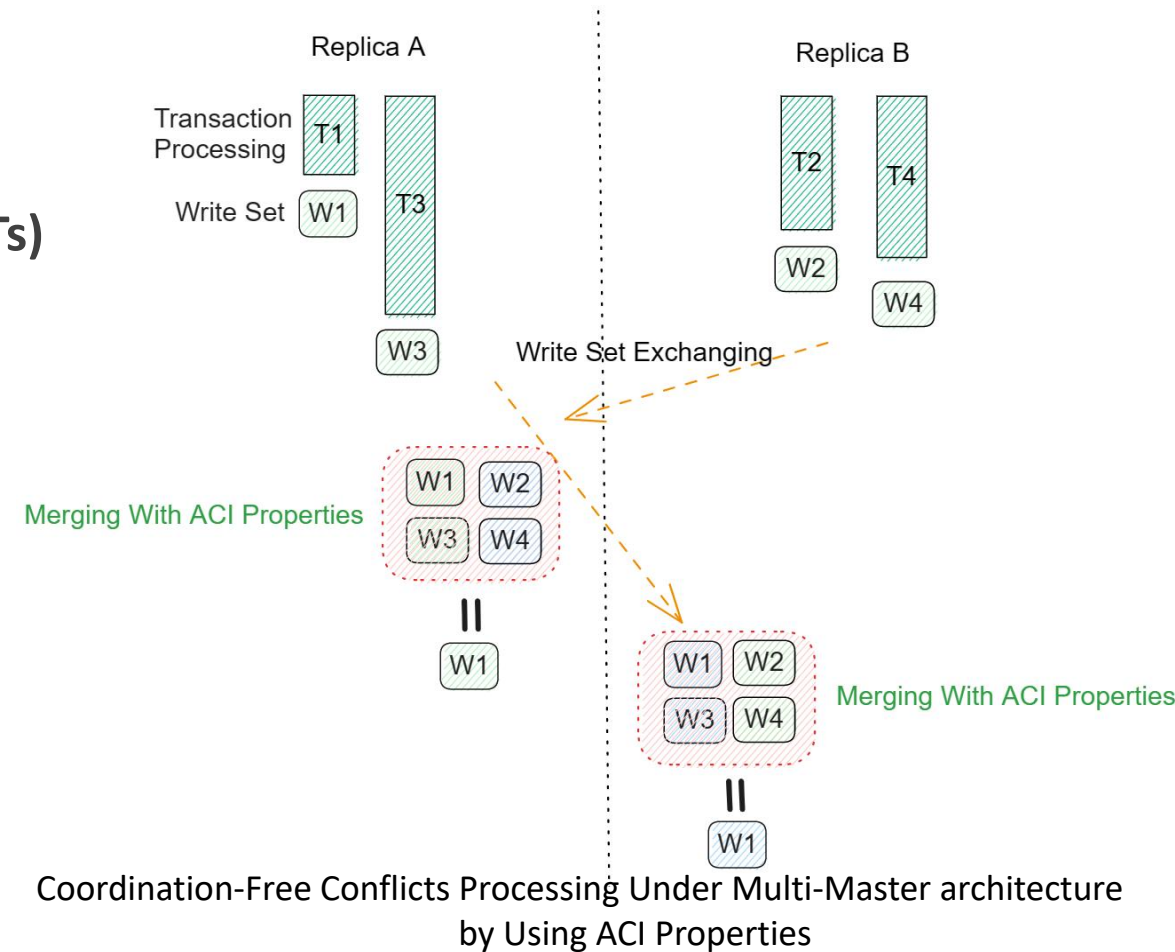 Replica A
Replica B
Transaction
Processing
T1
T3
T2
T4
Ts)
Write Set
W1
W2
W4
W3
Write Set Exchanging
W1
W2
Merging With ACI Properties
W3
W4
W1
W1
W2
Merging With ACI Properties
W3
W4
W1
Coordination-Free Conflicts Processing Under Multi-Master architecture
by Using ACI Properties